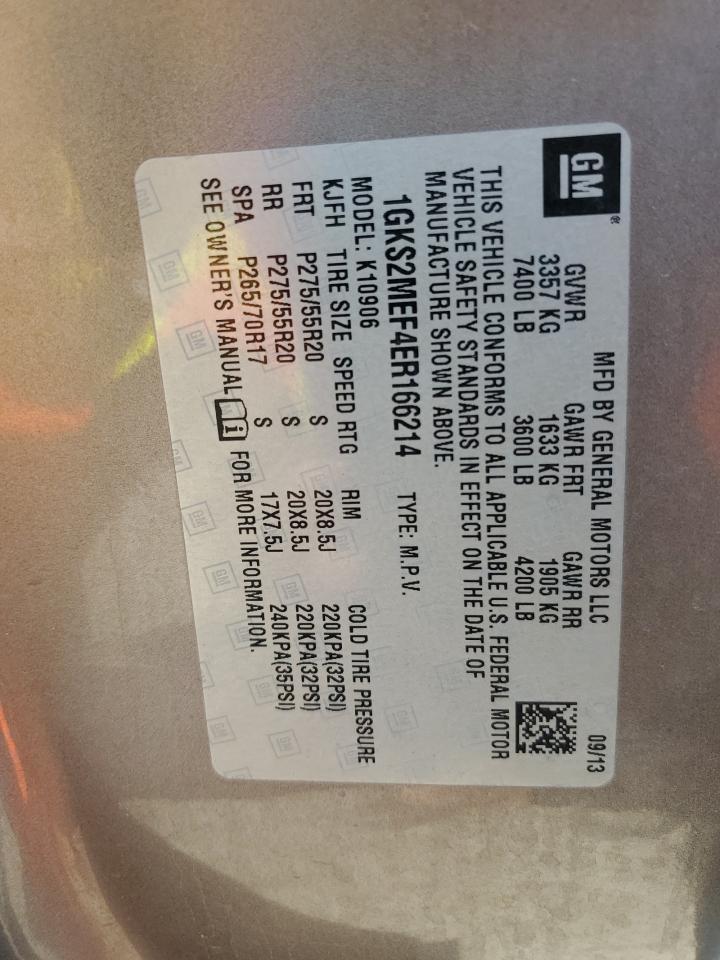 GM®
MFD BY GENERAL MOTORS LLC 09/13
GVWR GAWR FRT GAWR RR
3357 KG 1633 KG 1905 KG
7400 LB 3600 LB 4200 LB
THIS VEHICLE CONFORMS TO ALL APPLICABLE U.S. FEDERAL MOTOR
VEHICLE SAFETY STANDARDS IN EFFECT ON THE DATE OF
MANUFACTURE SHOWN ABOVE.
1GKS2MEF4ER166214 TYPE: M.P.V.
MODEL: K10906
KJFH TIRE SIZE SPEED RTG RIM COLD TIRE PRESSURE
FRT P275/55R20 S 20X8.5J 220KPA(32PSI)
RR P275/55R20 S 20X8.5J 220KPA(32PSI)
SPA P265/70R17 S 17X7.5J 240KPA(35PSI)
SEE OWNER'S MANUAL i FOR MORE INFORMATION.